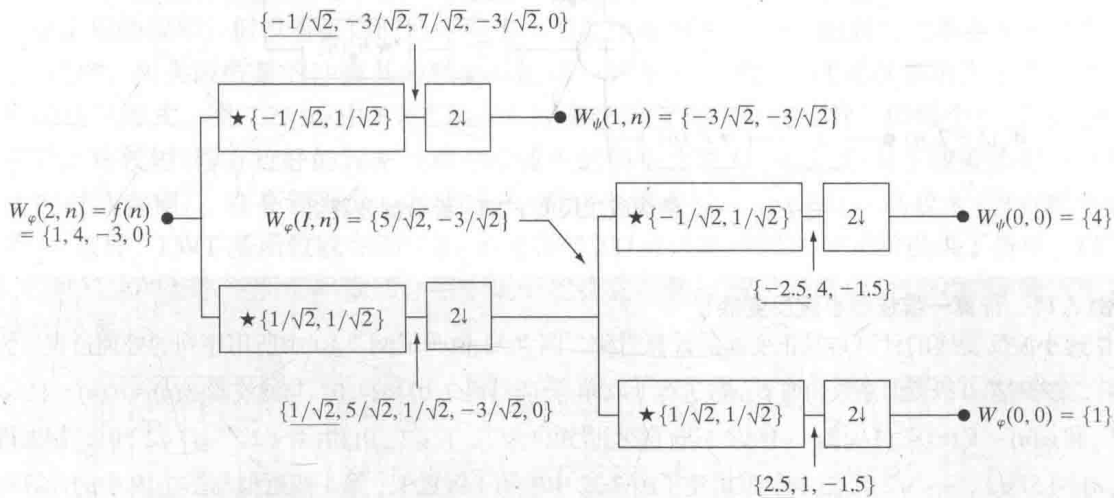 {−1/√2, −3/√2, 7/√2, −3/√2, 0}
★{−1/√2, 1/√2}
2↓
W_ψ(1, n) = {−3/√2, −3/√2}
W_φ(2, n) = f(n)
= {1, 4, −3, 0}
W_φ(I, n) = {5/√2, −3/√2}
★{−1/√2, 1/√2}
2↓
W_ψ(0, 0) = {4}
{−2.5, 4, −1.5}
★{1/√2, 1/√2}
2↓
{1/√2, 5/√2, 1/√2, −3/√2, 0}
★{1/√2, 1/√2}
2↓
W_φ(0, 0) = {1}
{2.5, 1, −1.5}